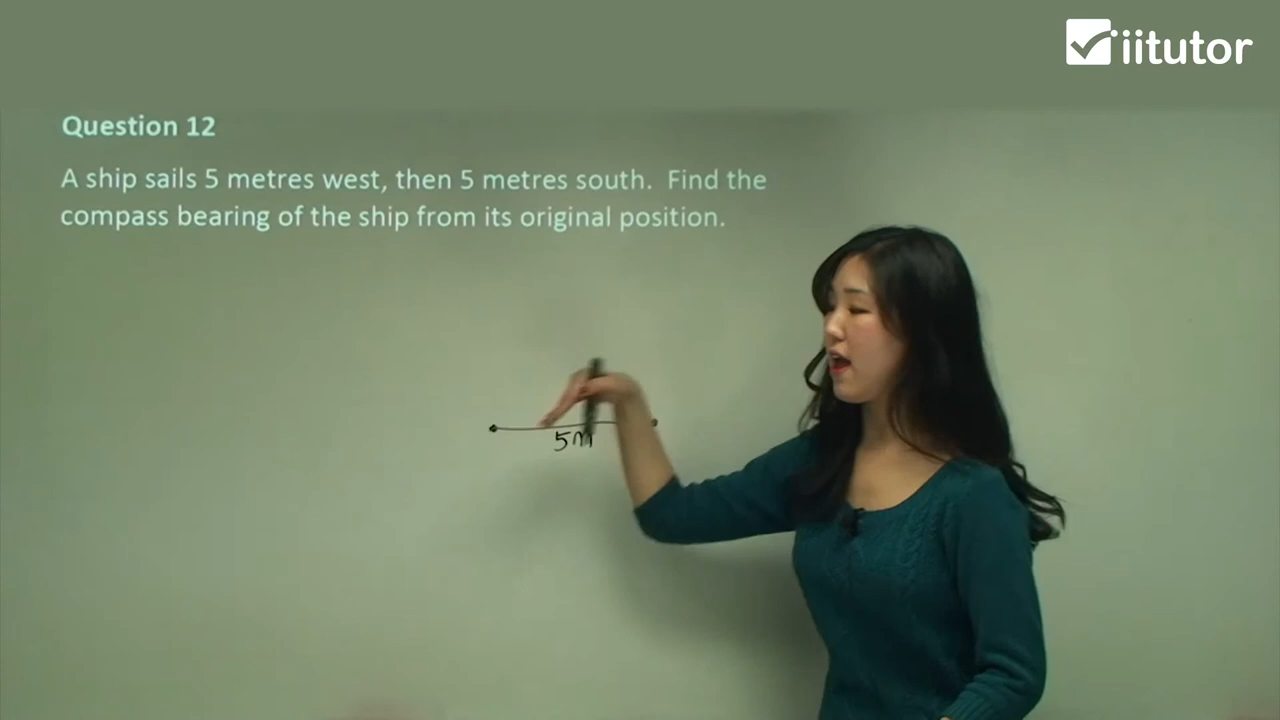 iitutor
Question 12
A ship sails 5 metres west, then 5 metres south. Find the
compass bearing of the ship from its original position.
5m